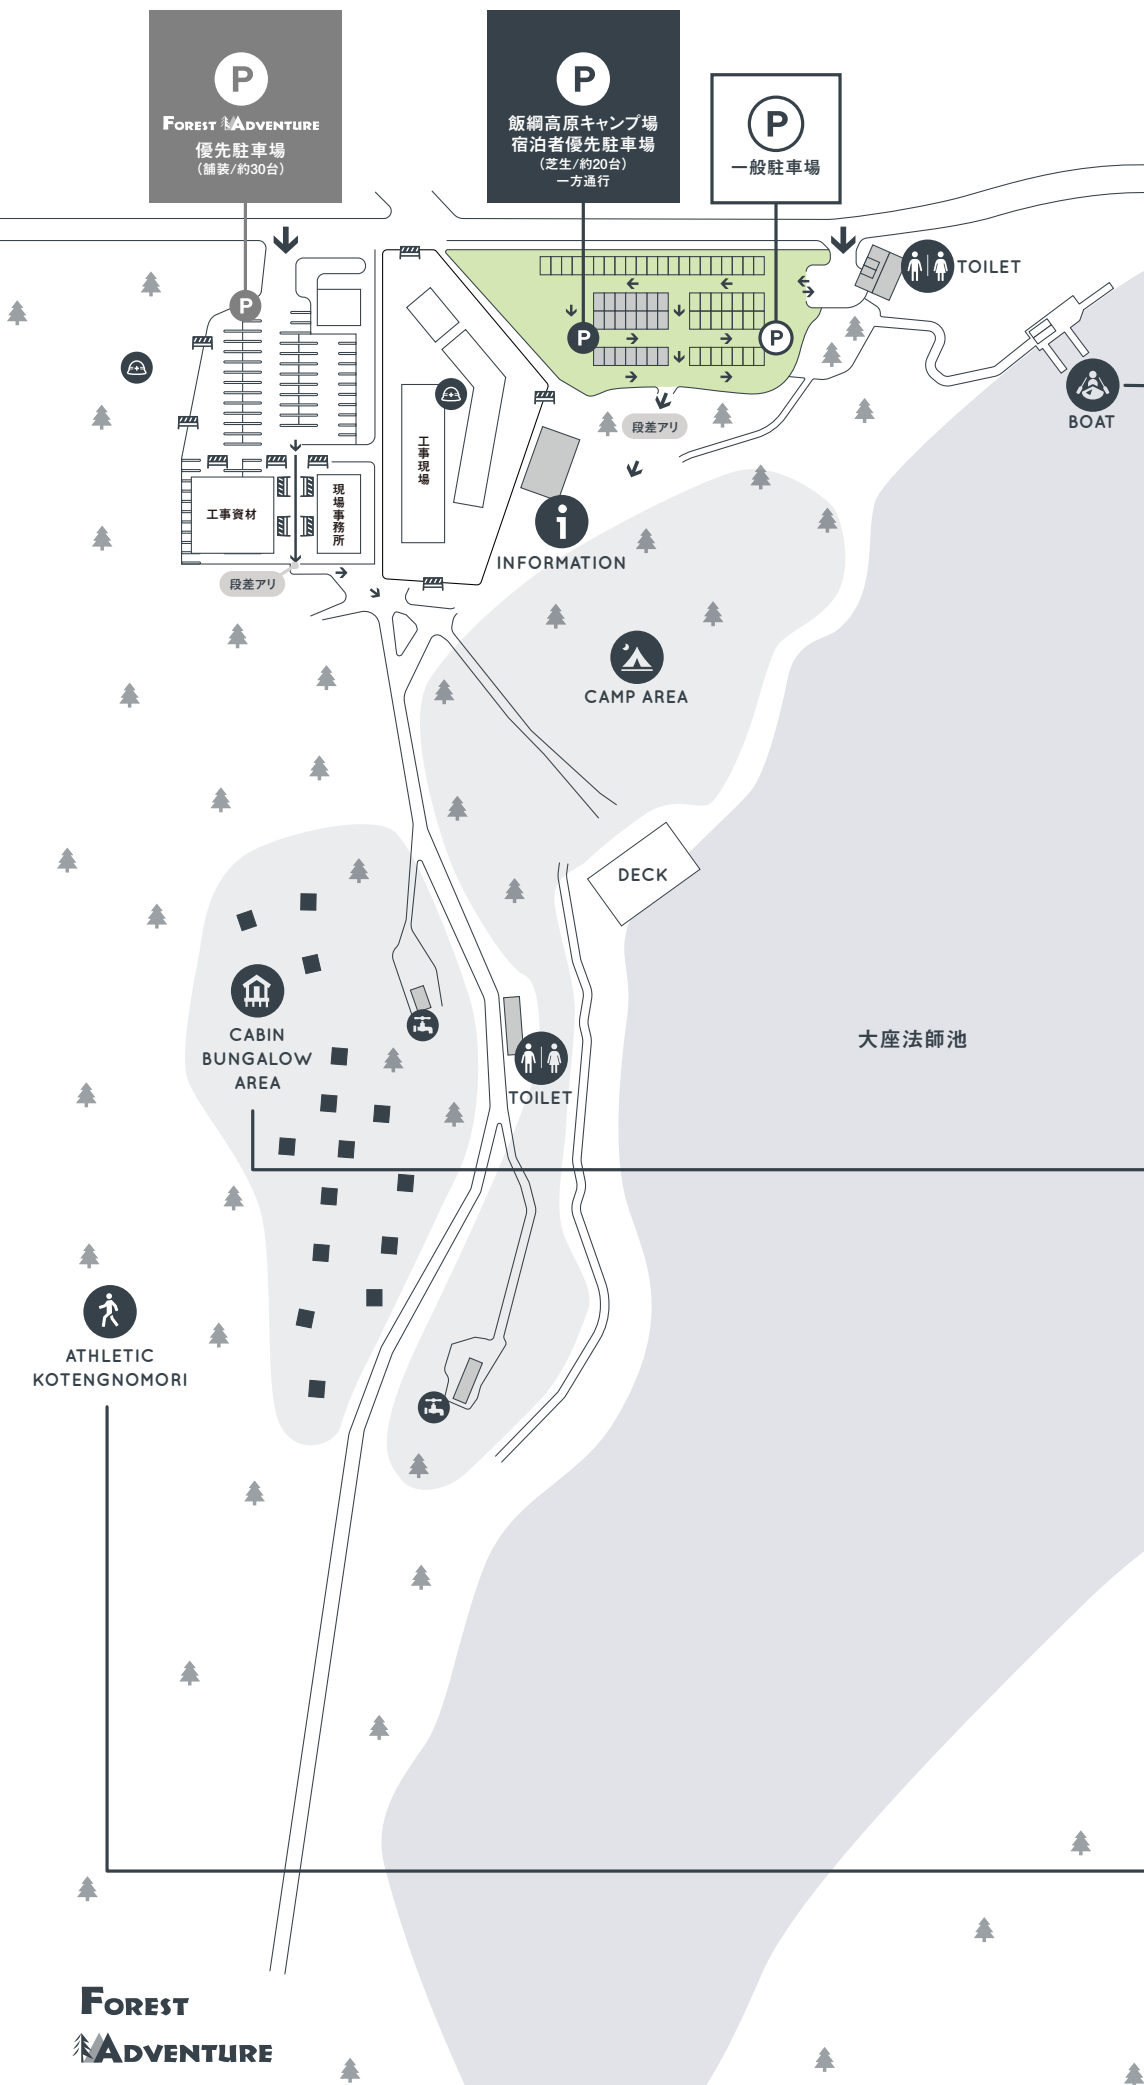 P
FOREST ADVENTURE
優先駐車場
（舗装/約30台）
P
飯綱高原キャンプ場
宿泊者優先駐車場
（芝生/約20台）
一方通行
P
一般駐車場
TOILET
P
P
P
BOAT
段差アリ
工事現場
工事資材
現場事務所
i
INFORMATION
段差アリ
CAMP AREA
DECK
CABIN
BUNGALOW
AREA
大座法師池
TOILET
ATHLETIC
KOTENGNOMORI
FOREST
ADVENTURE